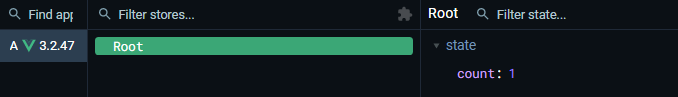 Find app
Filter stores...
Root
Filter state...
A 3.2.47
Root
state
count: 1